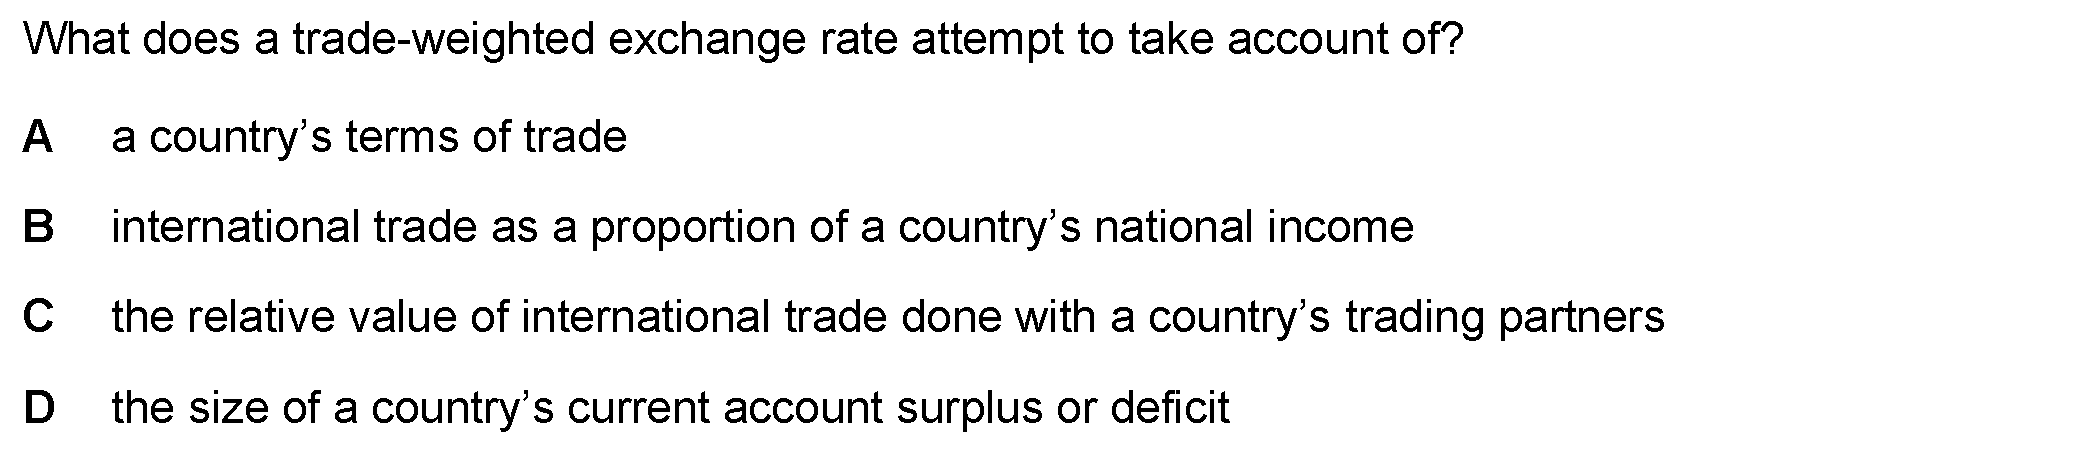 What does a trade-weighted exchange rate attempt to take account of?
A a country’s terms of trade
B international trade as a proportion of a country’s national income
C the relative value of international trade done with a country’s trading partners
D the size of a country’s current account surplus or deficit